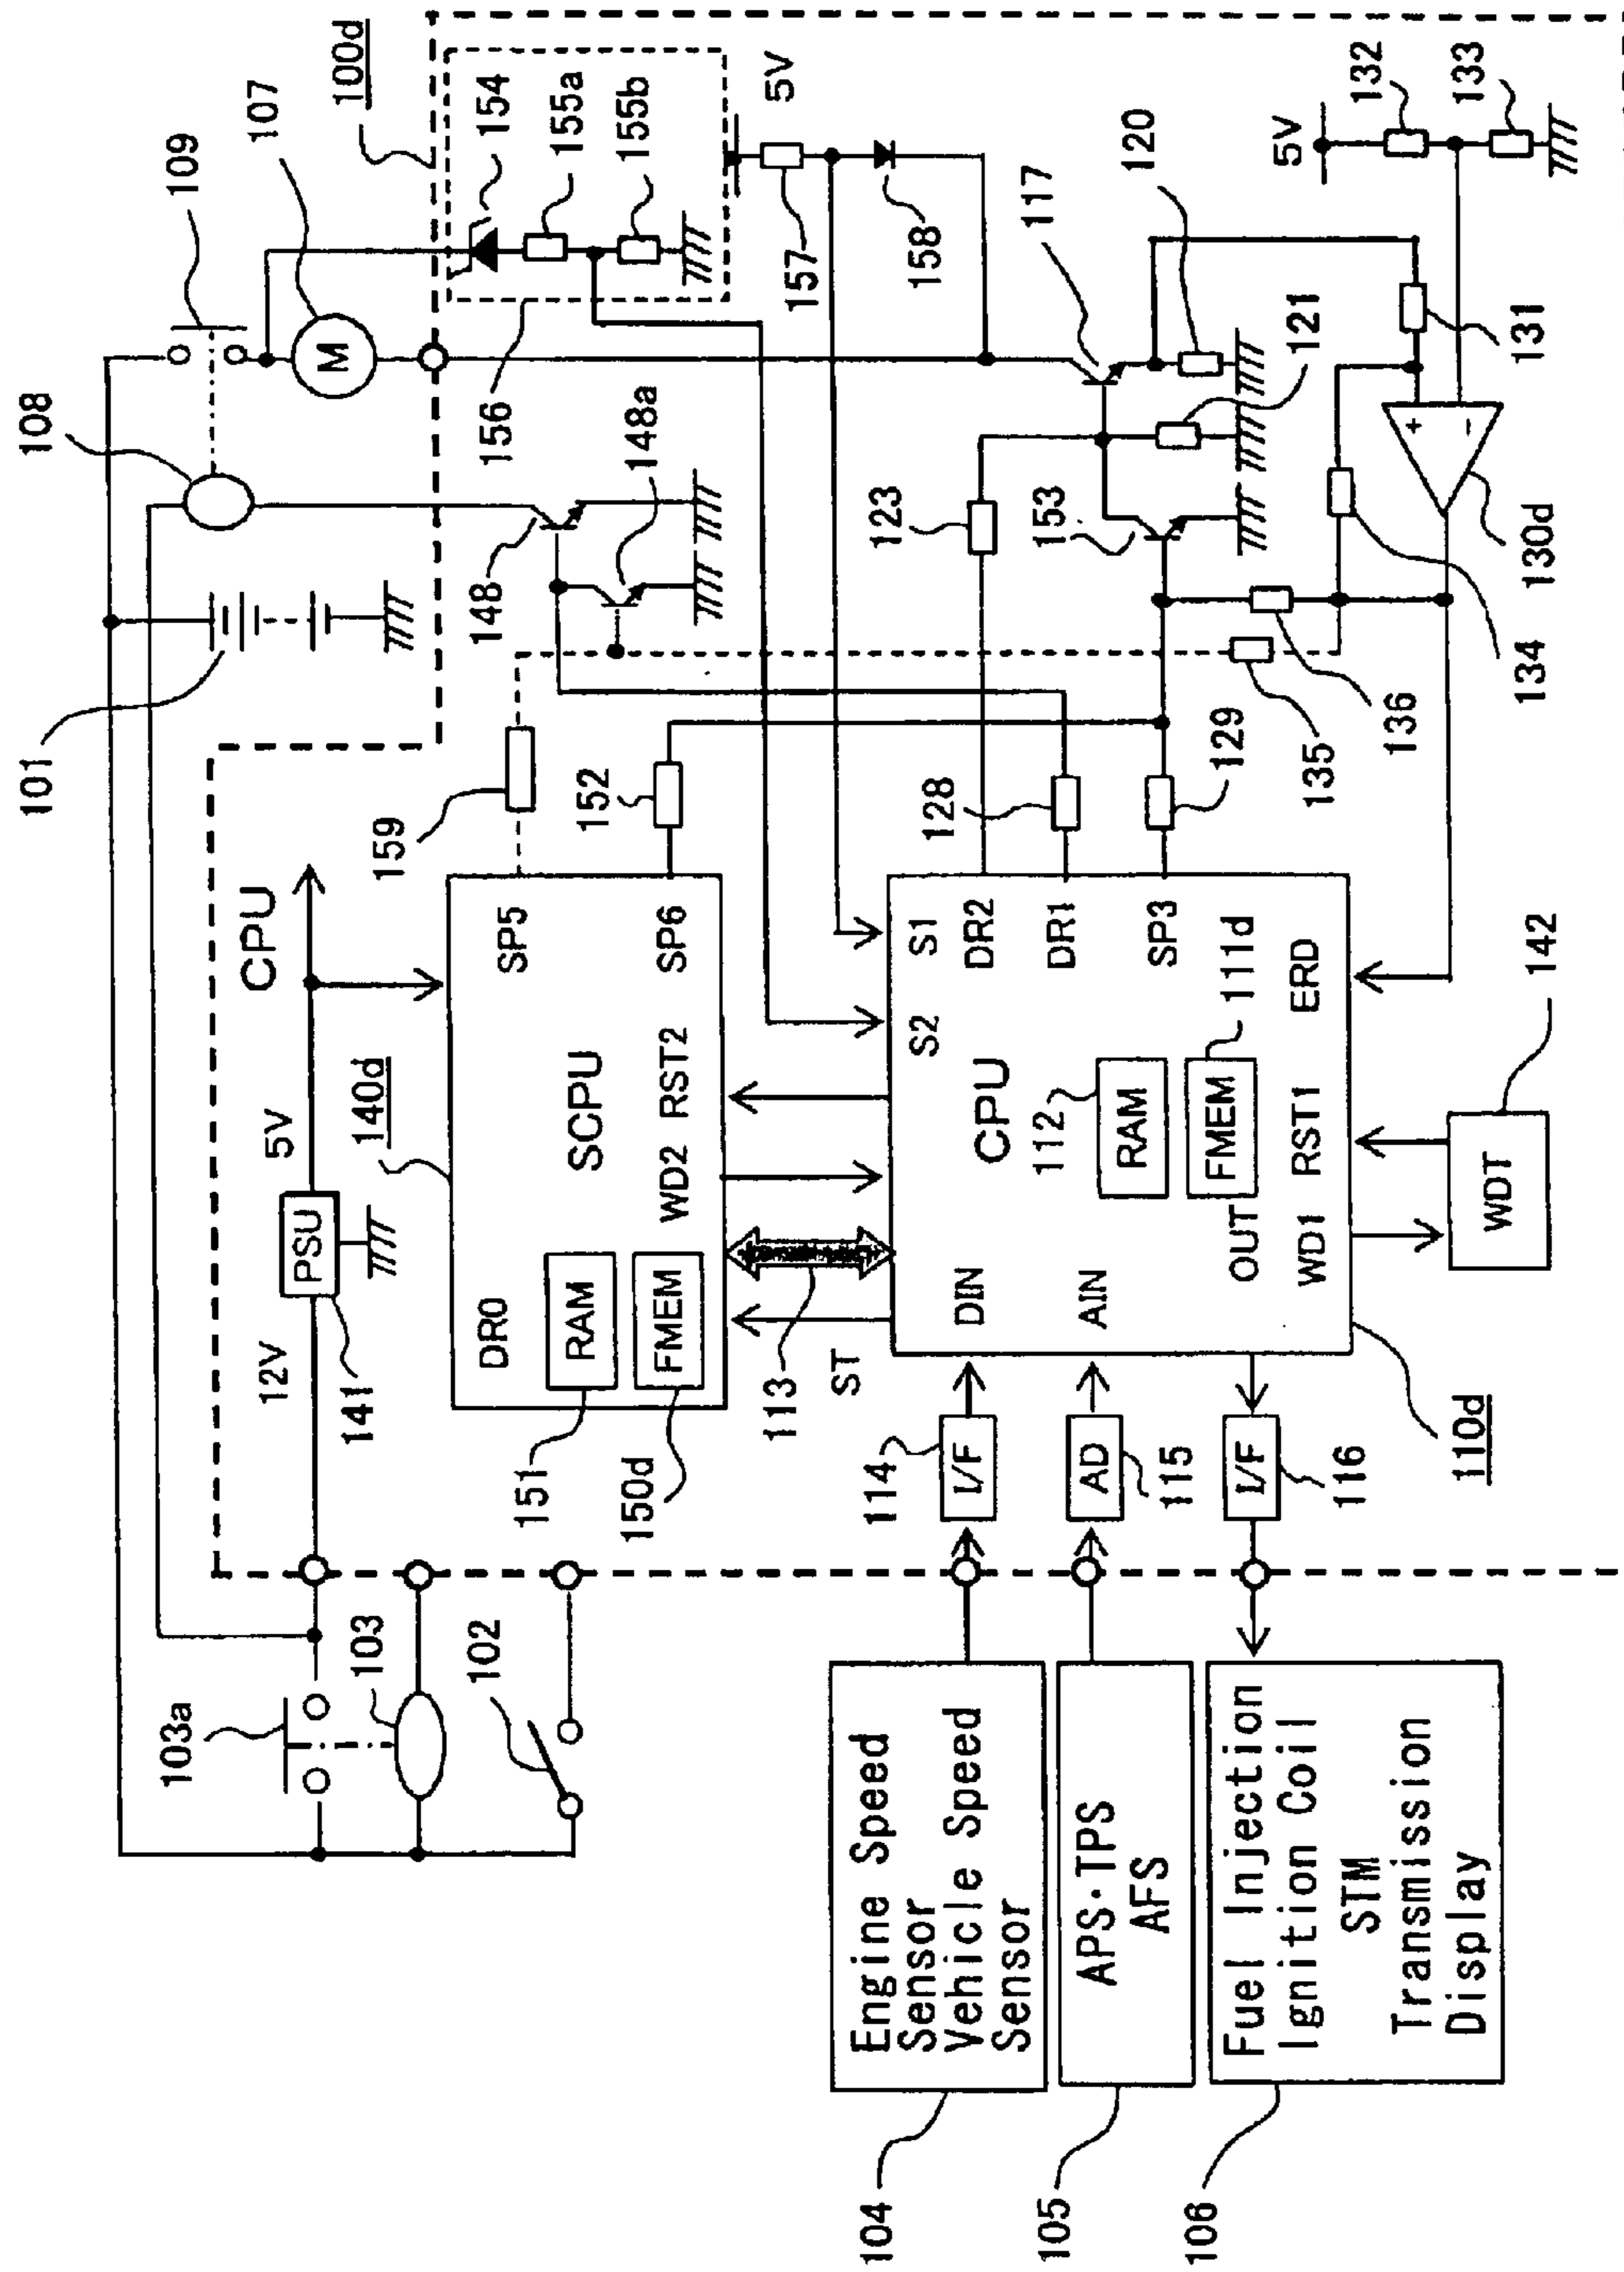 101
108
109
107
100d
103a
103
102
12V
PSU
141
5V
CPU
140d
159
152
148
148a
156
154
155a
155b
5V
157
158
DR0
RAM
FMEM
151
150d
SCPU
WD2
RST2
SP5
SP6
M
113
ST
114
I/F
AD
115
I/F
116
110d
DIN
AIN
OUT
WD1
RST1
ERD
CPU
112
RAM
FMEM
111d
S2
S1
DR2
DR1
SP3
128
129
123
153
117
120
121
135
136
134
130d
+
-
131
5V
132
133
WDT
142
104
Engine Speed
Sensor
Vehicle Speed
Sensor
105
APS·TPS
AFS
106
Fuel Injection
Ignition Coil
STM
Transmission
Display